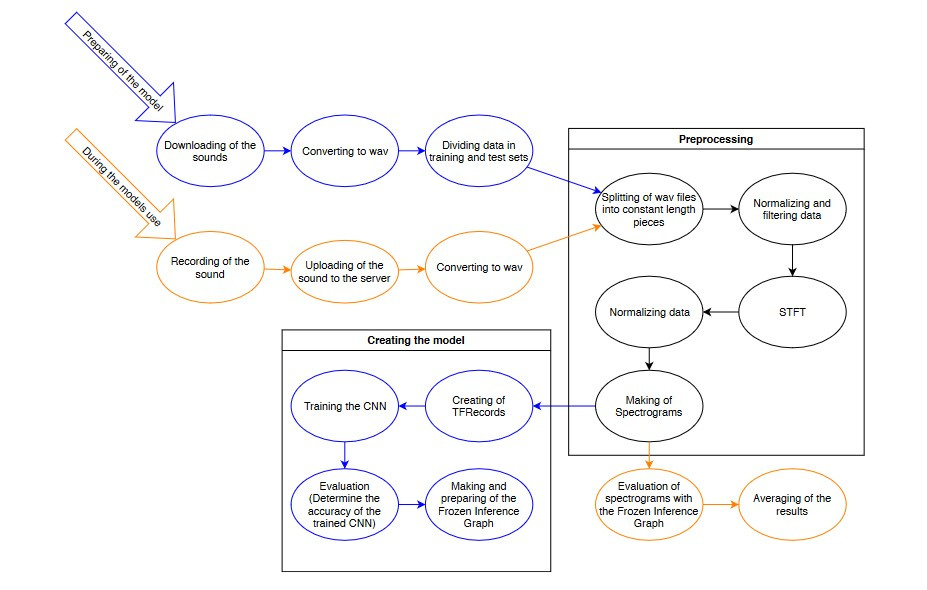 Preparing of the model
Downloading of the
sounds
Converting to wav
Dividing data in
training and test sets
During the models use
Recording of the
sound
Uploading of the
sound to the server
Converting to wav
Preprocessing
Splitting of wav files
into constant length
pieces
Normalizing and
filtering data
Normalizing data
STFT
Making of
Spectrograms
Creating the model
Training the CNN
Creating of
TFRecords
Evaluation
(Determine the
accuracy of the
trained CNN)
Making and
preparing of the
Frozen Inference
Graph
Evaluation of
spectrograms with
the Frozen Inference
Graph
Averaging of the
results